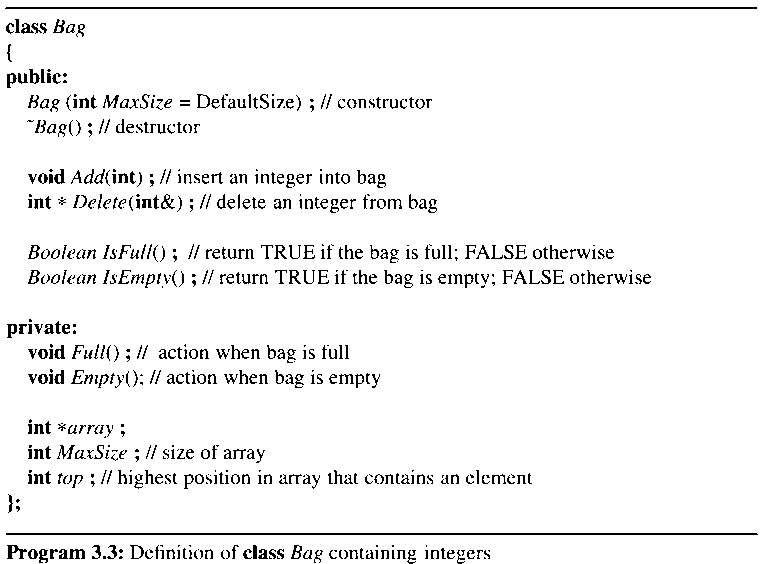 class Bag
{
public:
Bag (int MaxSize = DefaultSize) ; // constructor
~Bag() ; // destructor
void Add(int) ; // insert an integer into bag
int * Delete(int&) ; // delete an integer from bag
Boolean IsFull() ; // return TRUE if the bag is full; FALSE otherwise
Boolean IsEmpty() ; // return TRUE if the bag is empty; FALSE otherwise
private:
void Full() ; // action when bag is full
void Empty(); // action when bag is empty
int *array ;
int MaxSize ; // size of array
int top ; // highest position in array that contains an element
};
Program 3.3: Definition of class Bag containing integers